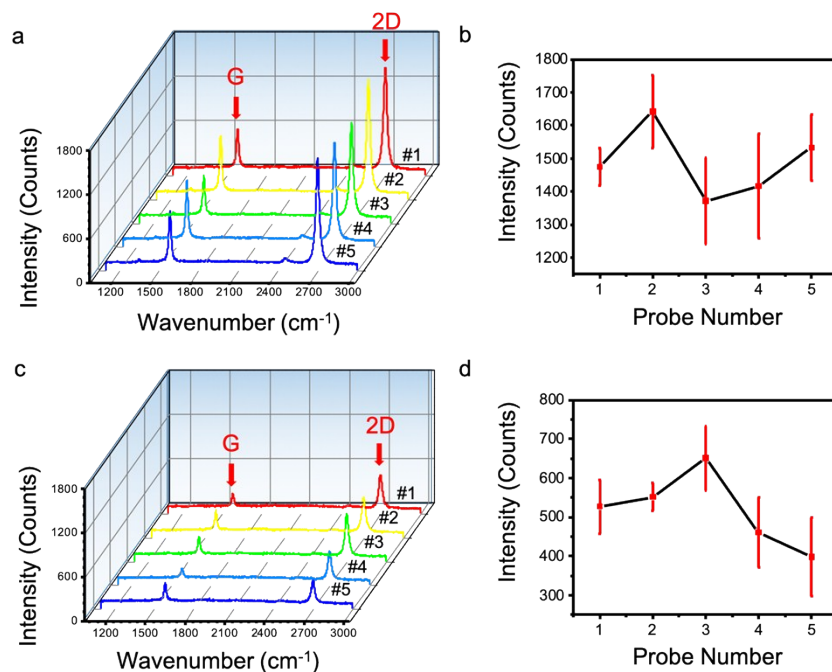 a
2D
G
Intensity (Counts)
1800
1200
600
0
#1
#2
#3
#4
#5
1200 1500 1800 2100 2400 2700 3000
Wavenumber (cm⁻¹)
b
Intensity (Counts)
1800
1700
1600
1500
1400
1300
1200
1 2 3 4 5
Probe Number
c
2D
G
Intensity (Counts)
1800
1200
600
0
#1
#2
#3
#4
#5
1200 1500 1800 2100 2400 2700 3000
Wavenumber (cm⁻¹)
d
Intensity (Counts)
800
700
600
500
400
300
1 2 3 4 5
Probe Number